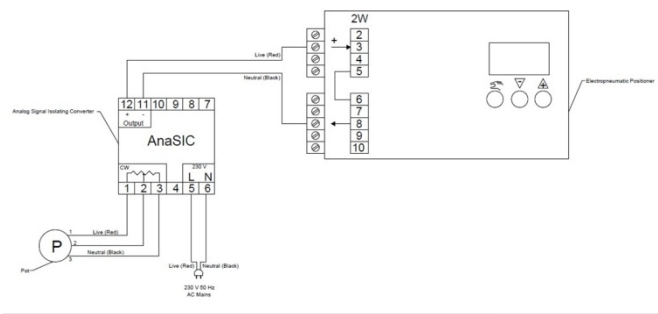 2W
2
3
4
5
6
7
8
9
10
+
Live (Red)
Neutral (Black)
Electropneumatic Positioner
Analog Signal Isolating Converter
12 11 10 9 8 7
+ -
Output
AnaSIC
CW
230 V
L N
1 2 3 4 5 6
P
1
2
3
Live (Red)
Neutral (Black)
Pot
Live (Red) Neutral (Black)
230 V 50 Hz
AC Mains